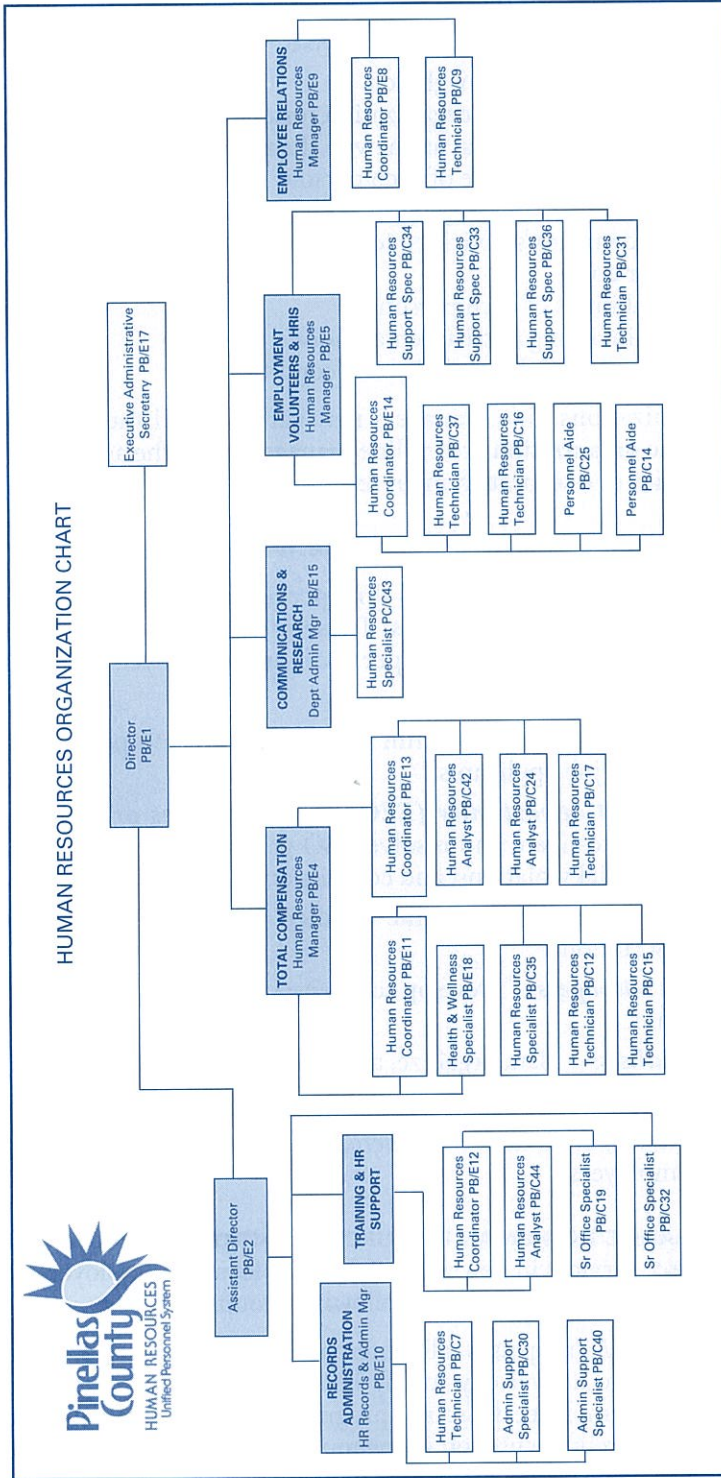 Pinellas
County
HUMAN RESOURCES
Unified Personnel System
HUMAN RESOURCES ORGANIZATION CHART
Director
PB/E1
Executive Administrative
Secretary PB/E17
Assistant Director
PB/E2
RECORDS
ADMINISTRATION
HR Records & Admin Mgr
PB/E10
Human Resources
Technician PB/C7
Admin Support
Specialist PB/C30
Admin Support
Specialist PB/C40
TRAINING & HR
SUPPORT
Human Resources
Coordinator PB/E12
Human Resources
Analyst PB/C44
Sr Office Specialist
PB/C19
Sr Office Specialist
PB/C32
TOTAL COMPENSATION
Human Resources
Manager PB/E4
Human Resources
Coordinator PB/E11
Health & Wellness
Specialist PB/E18
Human Resources
Specialist PB/C35
Human Resources
Technician PB/C12
Human Resources
Technician PB/C15
Human Resources
Coordinator PB/E13
Human Resources
Analyst PB/C42
Human Resources
Analyst PB/C24
Human Resources
Technician PB/C17
COMMUNICATIONS &
RESEARCH
Dept Admin Mgr PB/E15
Human Resources
Specialist PC/C43
EMPLOYMENT
VOLUNTEERS & HRIS
Human Resources
Manager PB/E5
Human Resources
Coordinator PB/E14
Human Resources
Technician PB/C37
Human Resources
Technician PB/C16
Personnel Aide
PB/C25
Personnel Aide
PB/C14
Human Resources
Support Spec PB/C34
Human Resources
Support Spec PB/C33
Human Resources
Support Spec PB/C36
Human Resources
Technician PB/C31
EMPLOYEE RELATIONS
Human Resources
Manager PB/E9
Human Resources
Coordinator PB/E8
Human Resources
Technician PB/C9